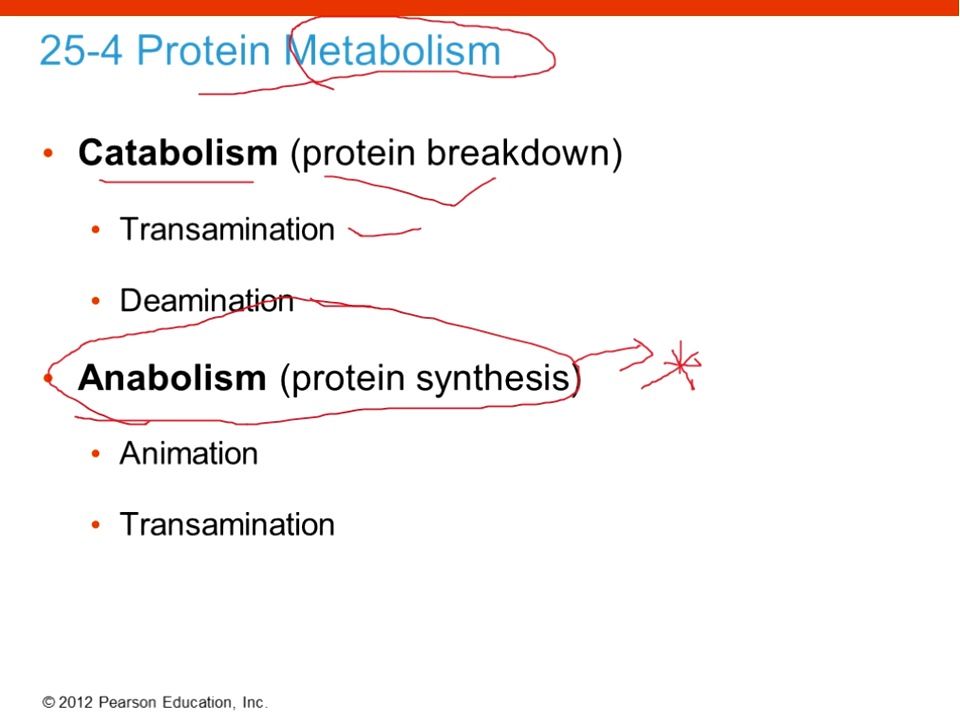 25-4 Protein Metabolism
• Catabolism (protein breakdown)
• Transamination
• Deamination
• Anabolism (protein synthesis)
• Animation
• Transamination
© 2012 Pearson Education, Inc.